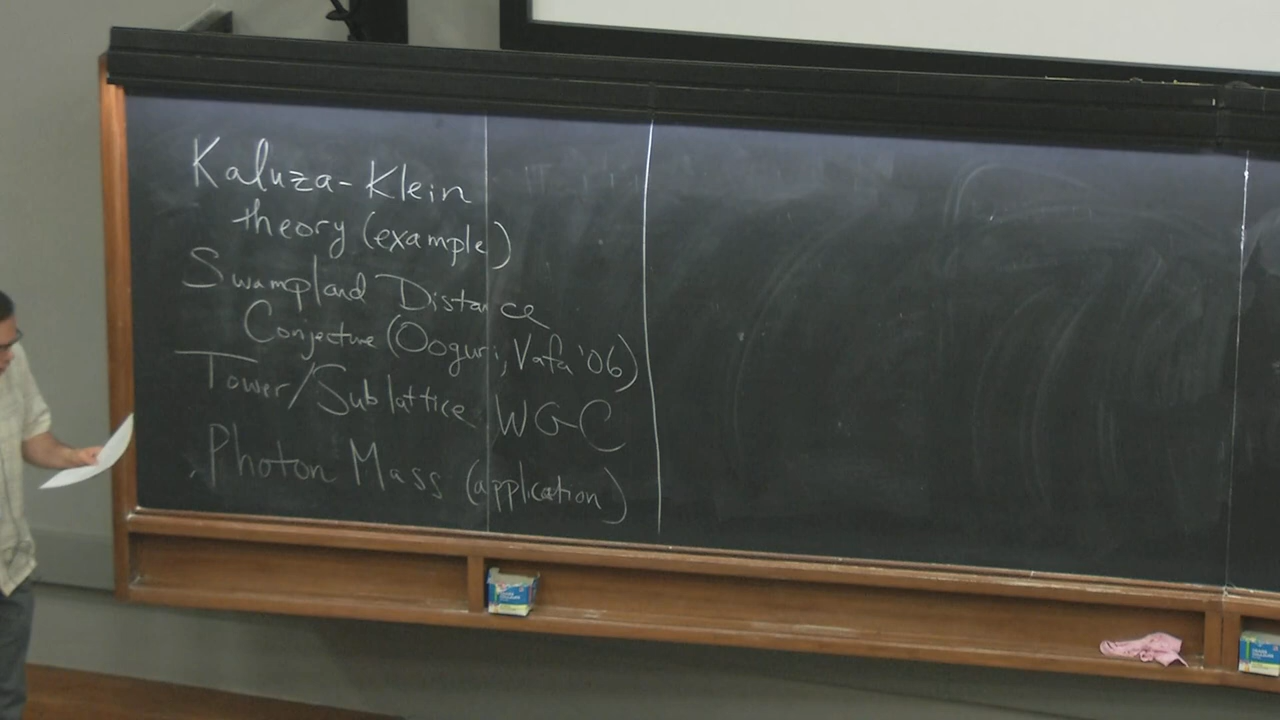 Kaluza-Klein
theory (example)
Swampland Distance
Conjecture (Ooguri, Vafa '06)
Tower/Sublattice WGC
Photon Mass (application)